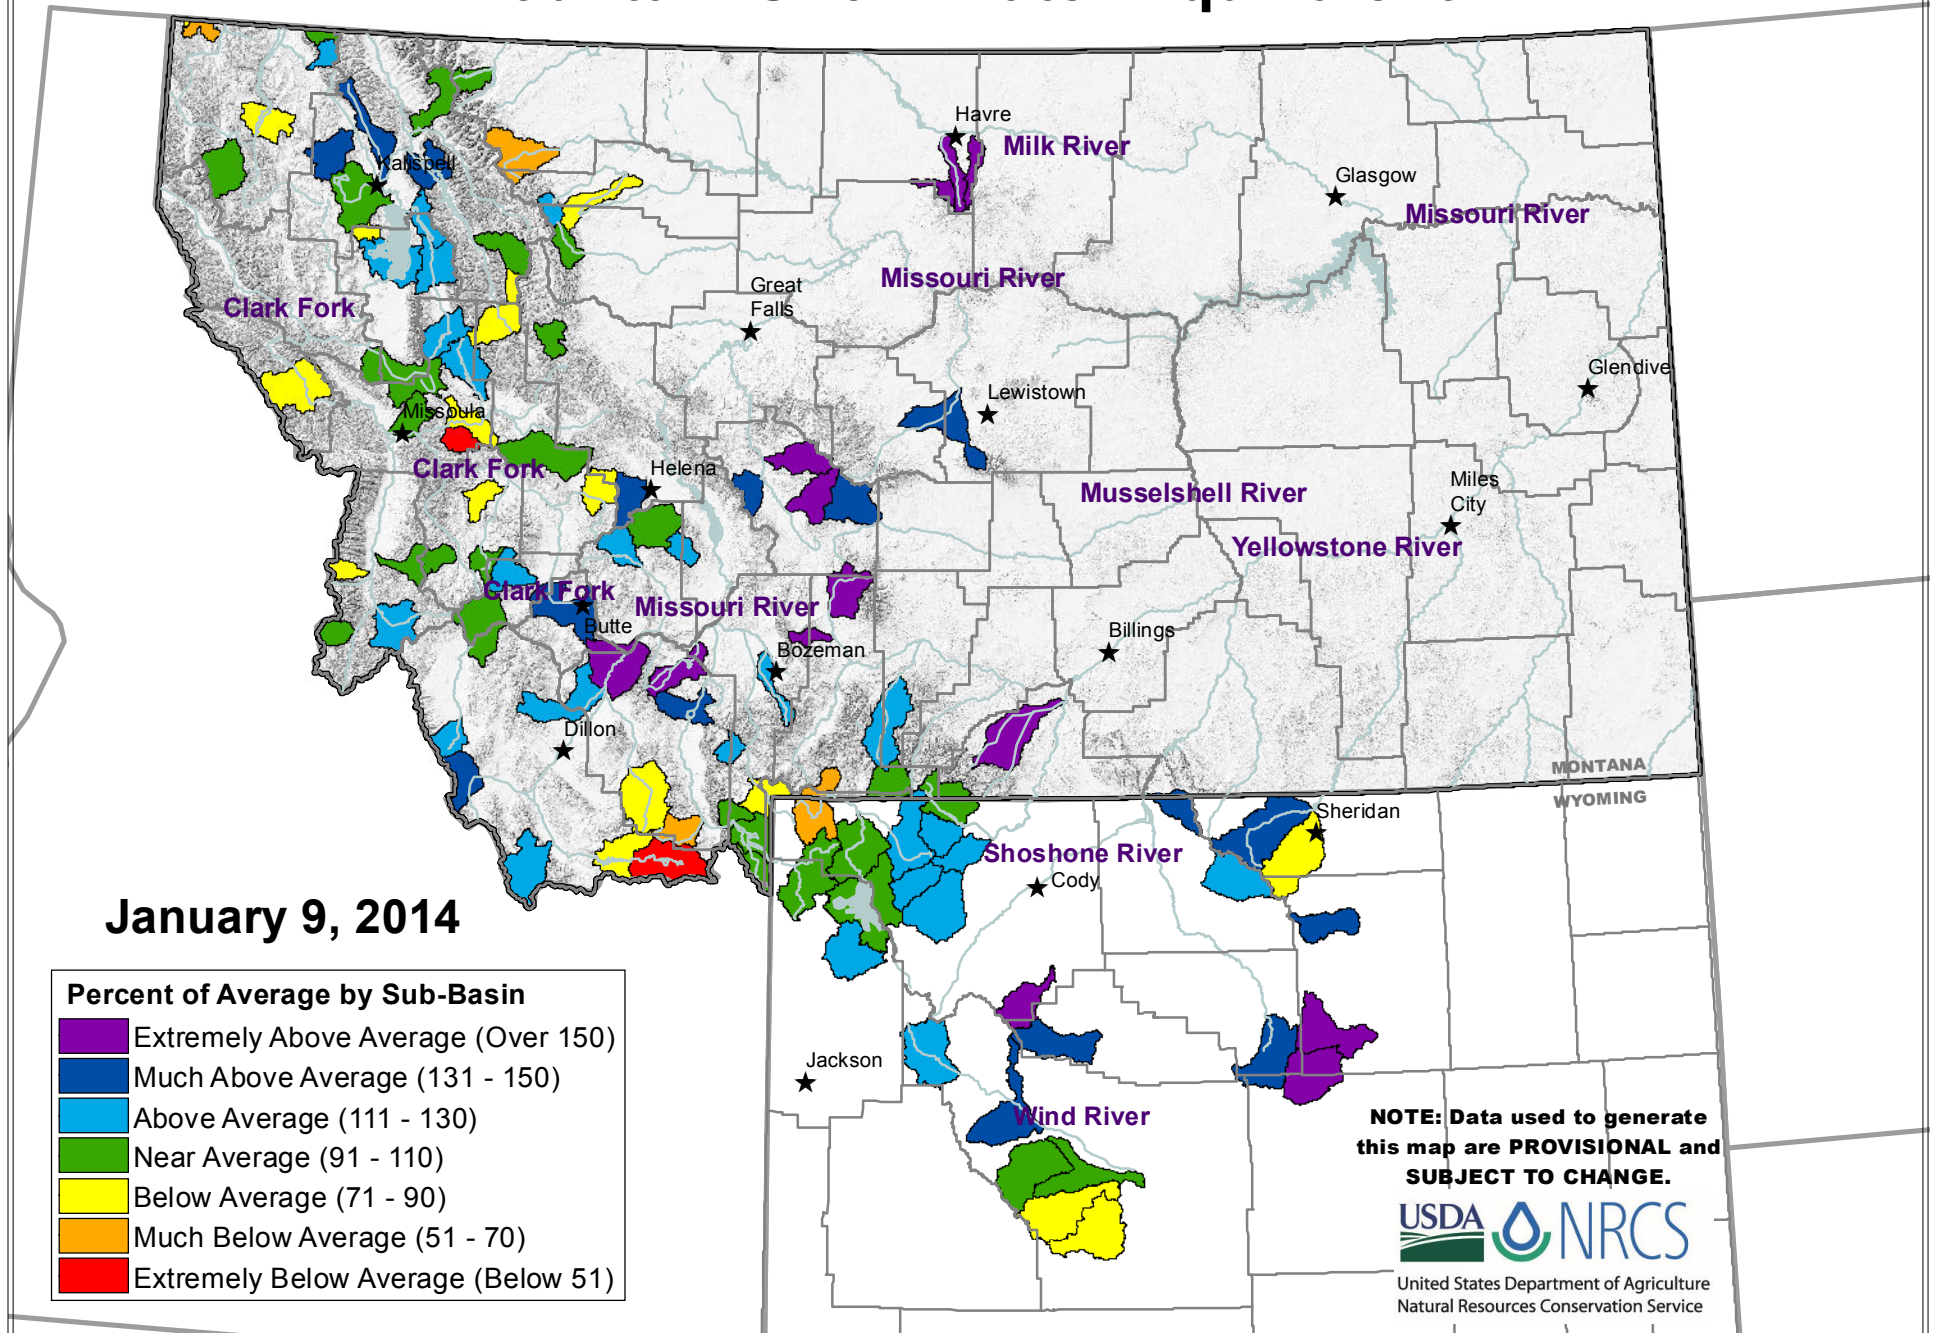 Havre
Milk River
Kalispell
Glasgow
Missouri River
Missouri River
Great
Falls
Clark Fork
Glendive
Lewistown
Missoula
Clark Fork
Helena
Miles
City
Musselshell River
Yellowstone River
Clark Fork
Missouri River
Butte
Billings
Bozeman
Dillon
MONTANA
WYOMING
Sheridan
Shoshone River
Cody
January 9, 2014
Percent of Average by Sub-Basin
Extremely Above Average (Over 150)
Much Above Average (131 - 150)
Above Average (111 - 130)
Near Average (91 - 110)
Below Average (71 - 90)
Much Below Average (51 - 70)
Extremely Below Average (Below 51)
Jackson
Wind River
NOTE: Data used to generate
this map are PROVISIONAL and
SUBJECT TO CHANGE.
USDA NRCS
United States Department of Agriculture
Natural Resources Conservation Service